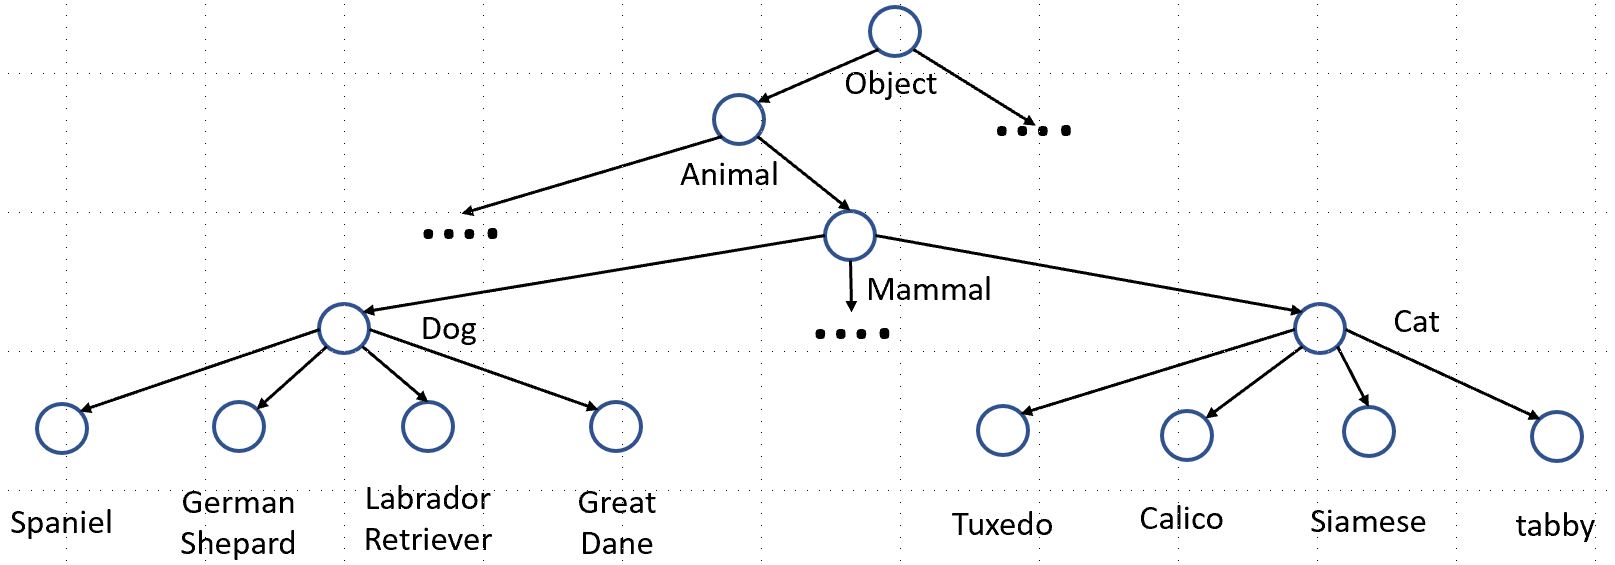 Object
Animal
Mammal
Dog
Cat
Spaniel
German
Shepard
Labrador
Retriever
Great
Dane
Tuxedo
Calico
Siamese
tabby